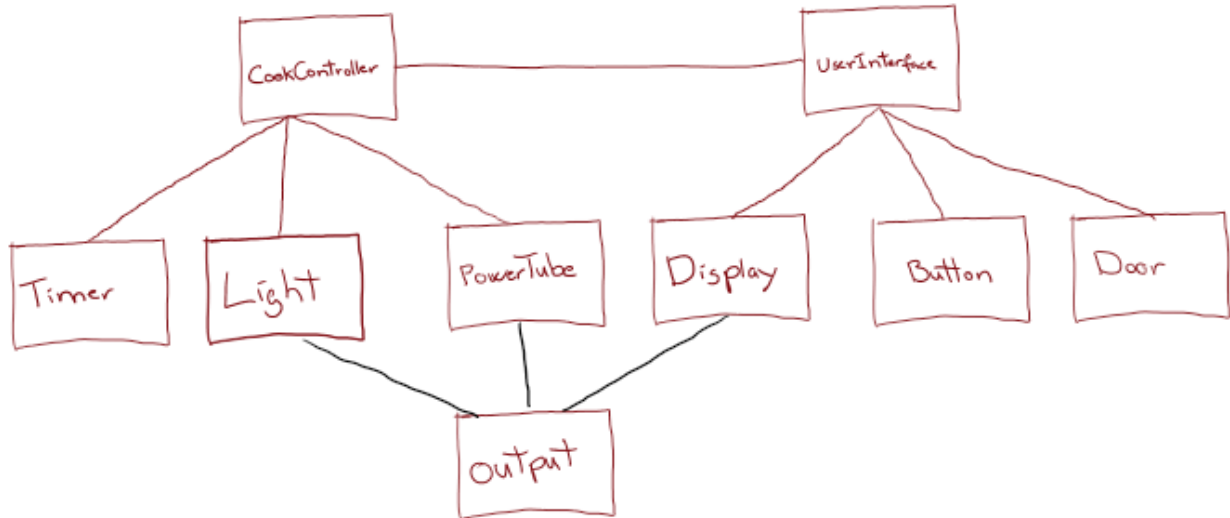 CookController
UserInterface
Timer
Light
PowerTube
Display
Button
Door
Output